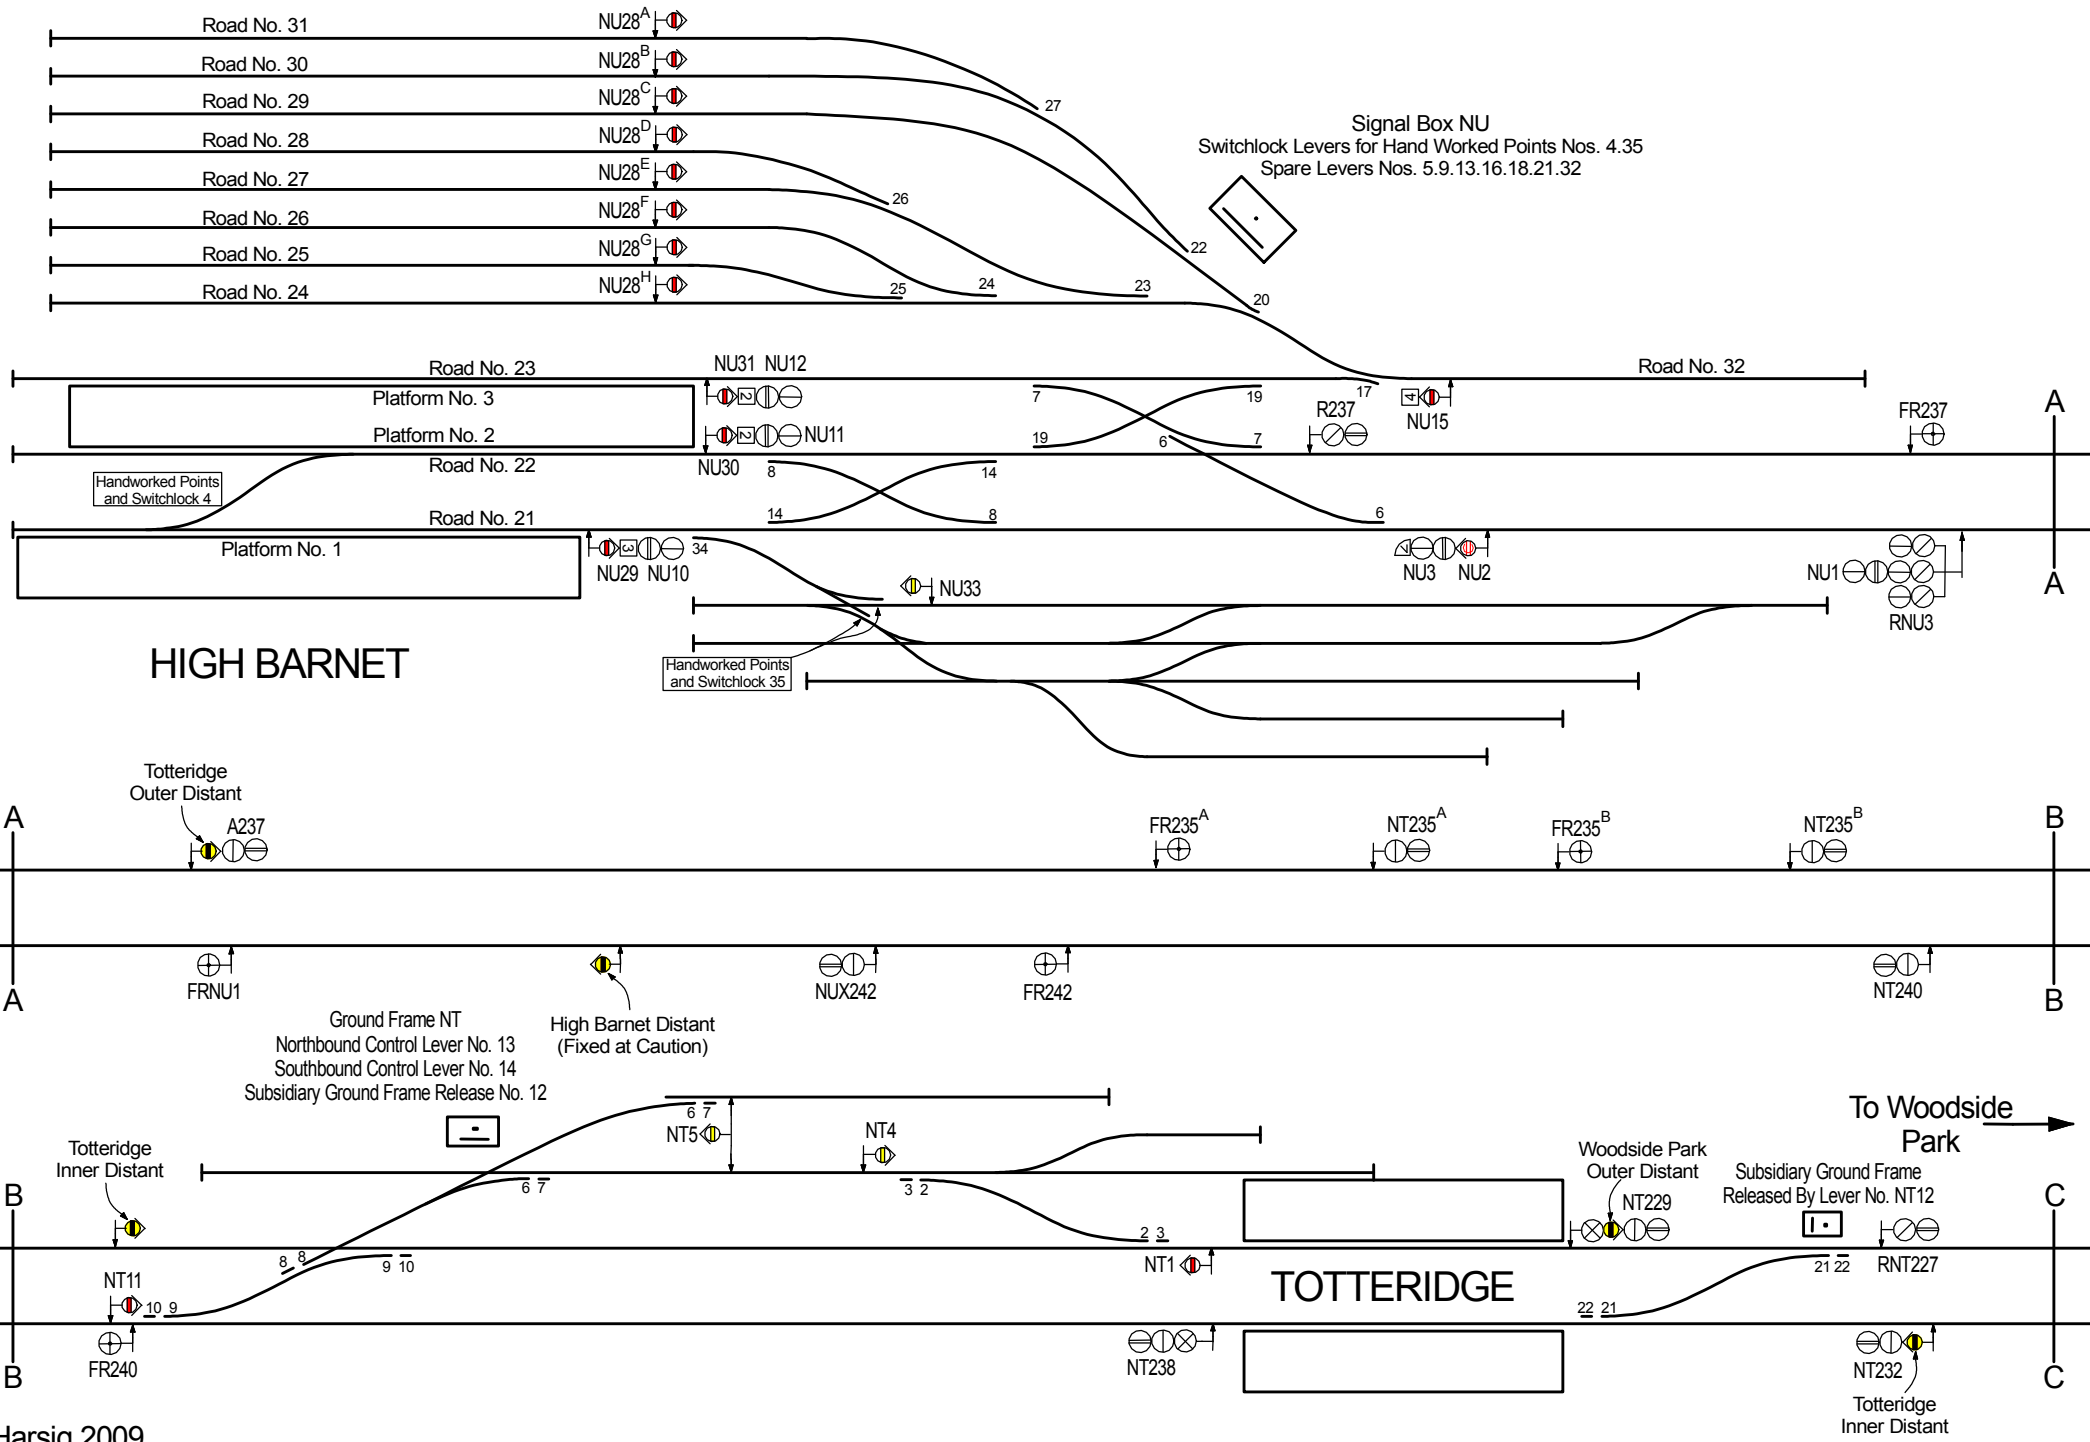 Road No. 31
NU28A
Road No. 30
NU28B
Road No. 29
NU28C
27
Road No. 28
NU28D
Signal Box NU
Switchlock Levers for Hand Worked Points Nos. 4.35
Spare Levers Nos. 5.9.13.16.18.21.32
Road No. 27
NU28E
26
Road No. 26
NU28F
22
Road No. 25
NU28G
Road No. 24
NU28H
25
24
23
20
Road No. 23
NU31 NU12
Road No. 32
Platform No. 3
2
7
19
17
4
NU15
R237
FR237
A
Platform No. 2
2
NU11
19
6
7
Road No. 22
NU30
8
14
Handworked Points
and Switchlock 4
Road No. 21
14
8
6
Platform No. 1
3
34
NU29 NU10
2
NU3 NU2
NU1
A
NU33
RNU3
HIGH BARNET
Handworked Points
and Switchlock 35
Totteridge
Outer Distant
A
A237
FR235A
NT235A
FR235B
NT235B
B
A
FRNU1
NUX242
FR242
NT240
B
High Barnet Distant
(Fixed at Caution)
Ground Frame NT
Northbound Control Lever No. 13
Southbound Control Lever No. 14
Subsidiary Ground Frame Release No. 12
6 7
NT5
NT4
To Woodside
Park
Totteridge
Inner Distant
Woodside Park
Outer Distant
Subsidiary Ground Frame
Released By Lever No. NT12
B
6 7
3 2
NT229
C
2 3
8 8
9 10
NT1
TOTTERIDGE
21 22
RNT227
NT11
10 9
22 21
FR240
NT238
NT232
B
C
Totteridge
Inner Distant
Harsig 2009